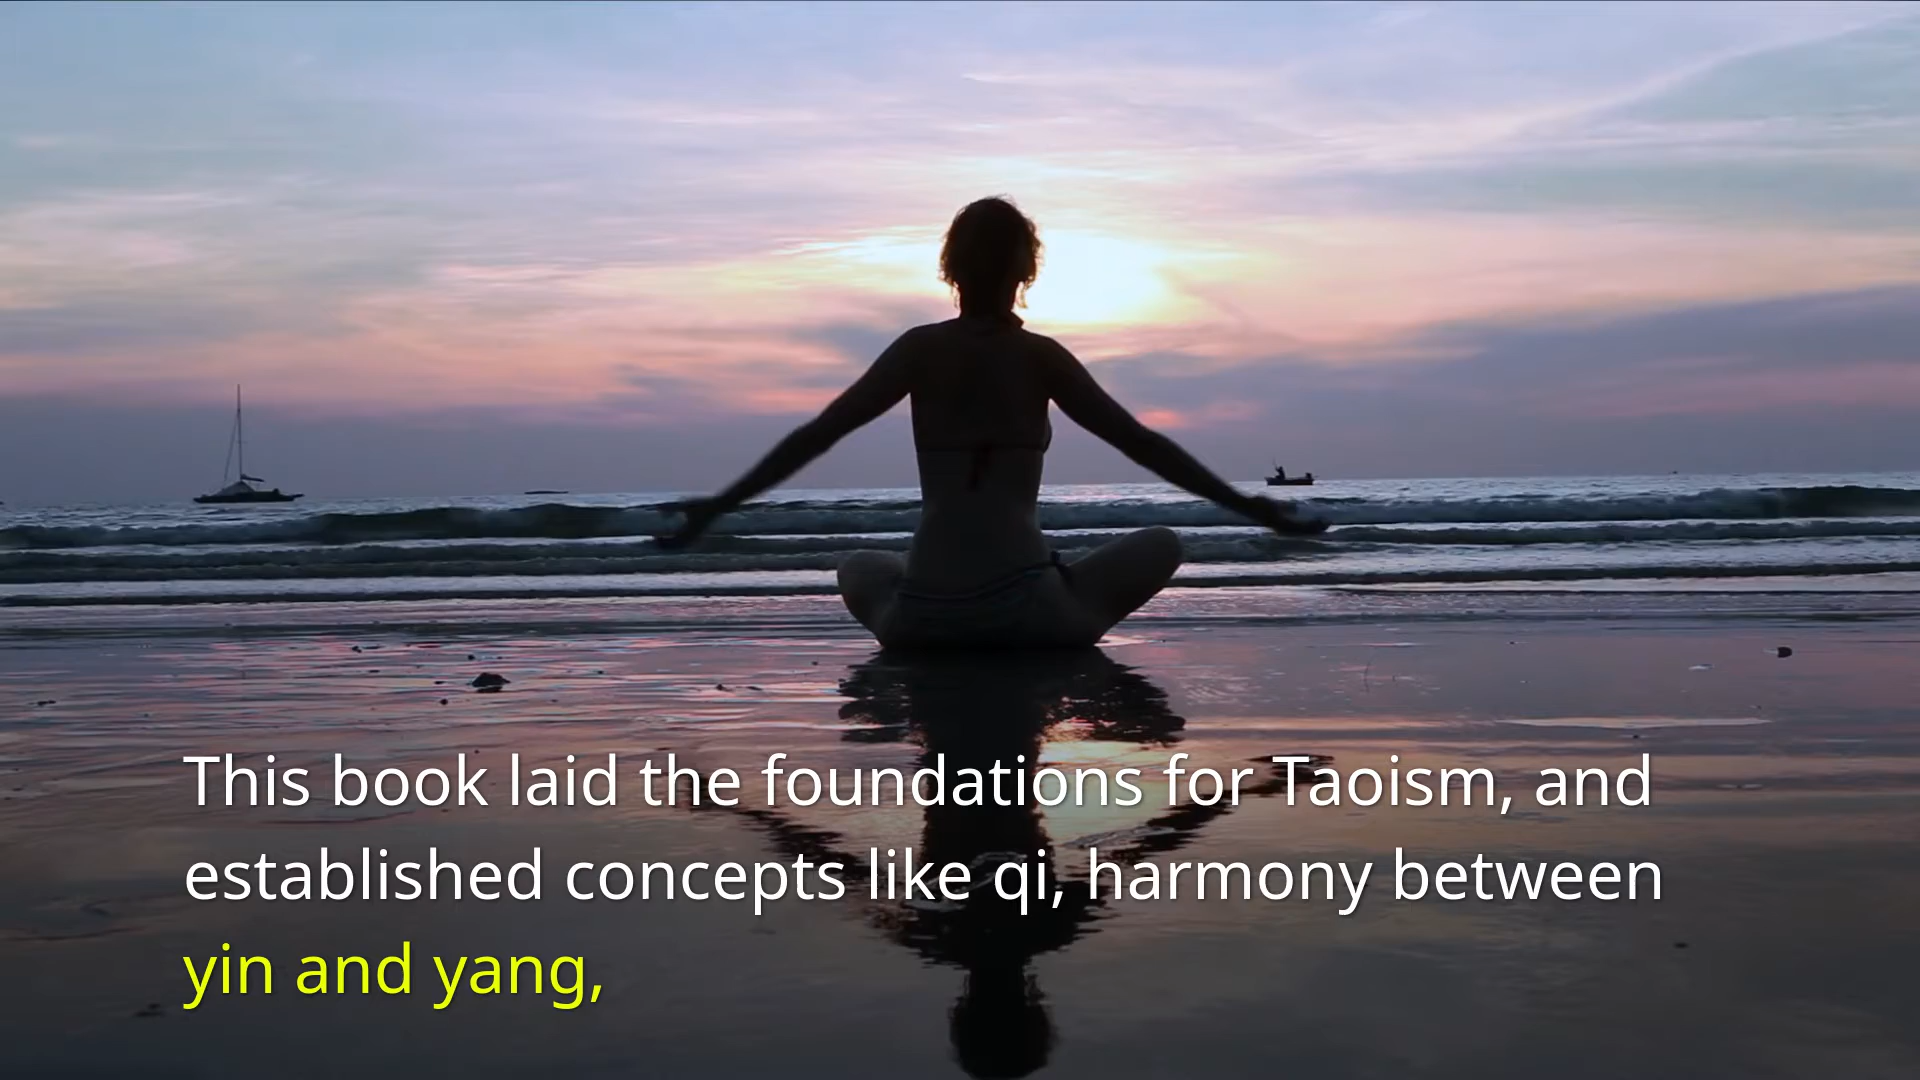 This book laid the foundations for Taoism, and
established concepts like qi, harmony between
yin and yang,